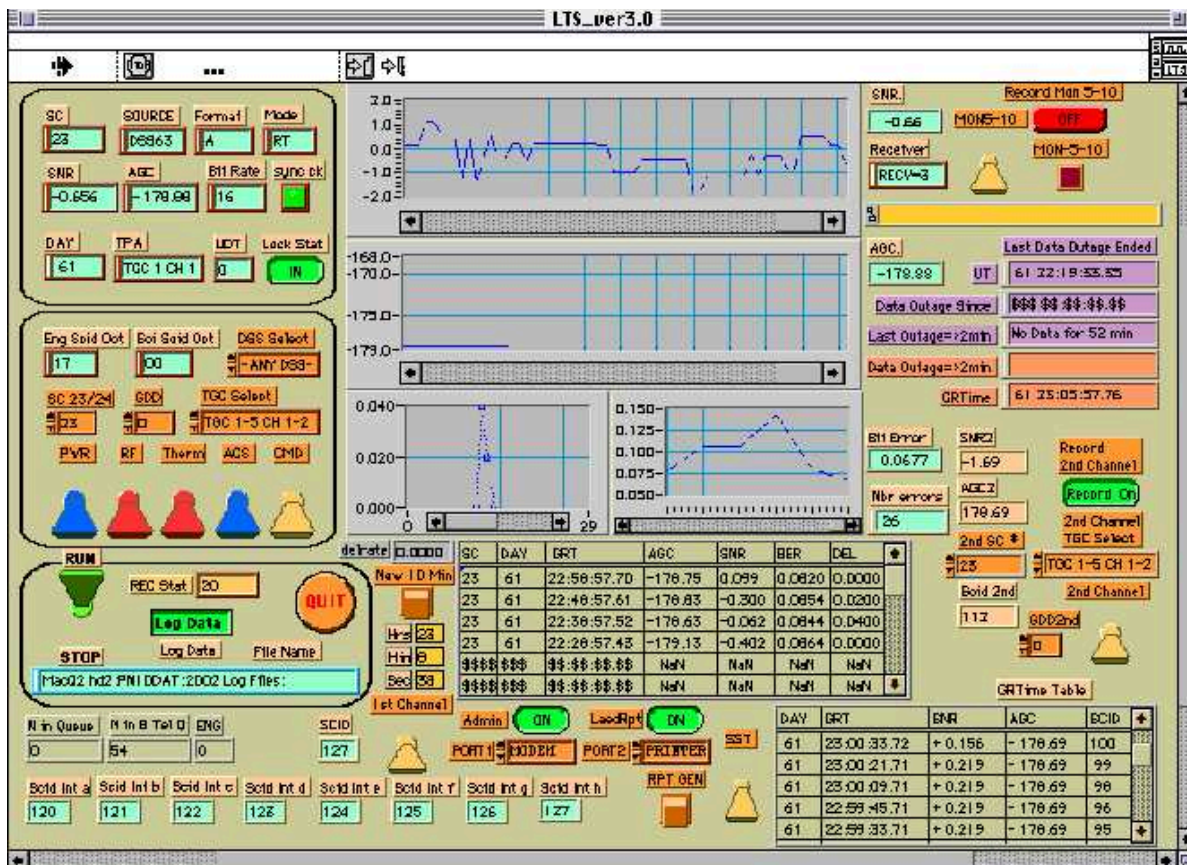 LTS_ver3.0
LTS
SC SOURCE Format Mode
23 DSS63 A RT
SNR AGC Bit Rate sync ck
-0.656 -178.88 16
DAY TPA UDT Lock Stat
61 TGC 1 CH 1 0 IN
Eng Scid Oct Sci Scid Oct DSS Select
17 00 -ANY DSS-
SC 23/24 GDD TGC Select
23 0 TGC 1-5 CH 1-2
PWR RF Therm ACS CMD
RUN
REC Stat 20
QUIT
Log Data
STOP Log Data File Name
MacQ2 hd2:PN10DAT:2002 Log Files:
2.0
1.0
0.0
-1.0
-2.0
-168.0
-170.0
-175.0
-179.0
0.040
0.020
0.000
0 29
0.150
0.125
0.100
0.075
0.050
SNR. Record Mon 5-10
-0.66 MON5-10 OFF
Receiver MON-5-10
RECV=3
AGC. Last Data Outage Ended
-178.88 UT 61 22:19:33.35
Data Outage Since $$$ $$:$$:$$.$$
Last Outage=>2min No Data for 52 min
Data Outage=>2min
GRTime 61 23:05:57.76
Bit Error SNR2 Record 2nd Channel
0.0677 -1.69
Nbr errors AGC2 Record On
26 178.69
2nd Channel TGC Select
2nd SC #
23 TGC 1-5 CH 1-2
Scid 2nd 2nd Channel
112 GDD2nd
0
delrate 0.0000
New 10 Min
Hrs 23
Min 8
Sec 38
1st Channel
SC DAY GRT AGC SNR BER DEL
23 61 22:58:57.70 -178.75 0.099 0.0820 0.0000
23 61 22:48:57.61 -178.83 -0.300 0.0854 0.0200
23 61 22:38:57.52 -178.63 -0.062 0.0844 0.0400
23 61 22:28:57.43 -179.13 -0.402 0.0864 0.0000
$$$$ $$$ $$:$$:$$.$$ NaN NaN NaN NaN
$$$$ $$$ $$:$$:$$.$$ NaN NaN NaN NaN
N in Queue N in B Tel Q ENG SCID
0 54 0 127
Admin ON LasdRpt ON
PORT1 MODEM PORT2 PRINTER SST
RPT GEN
Scid Int a Scid Int b Scid Int c Scid Int d Scid Int e Scid Int f Scid Int g Scid Int h
120 121 122 123 124 125 126 127
GRTime Table
DAY GRT SNR AGC SCID
61 23:00:33.72 + 0.156 - 178.69 100
61 23:00:21.71 + 0.219 - 178.69 99
61 23:00:09.71 + 0.219 - 178.69 98
61 22:59:45.71 + 0.219 - 178.69 96
61 22:59:33.71 + 0.219 - 178.69 95